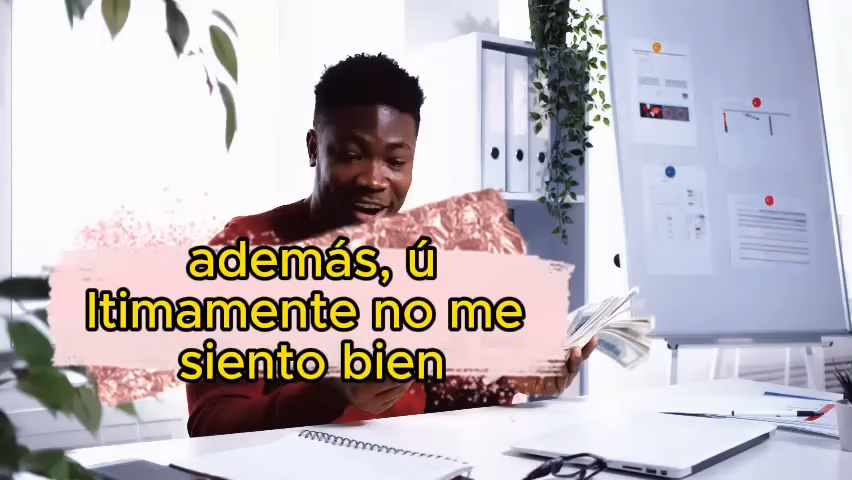 además, ú
ltimamente no me
siento bien